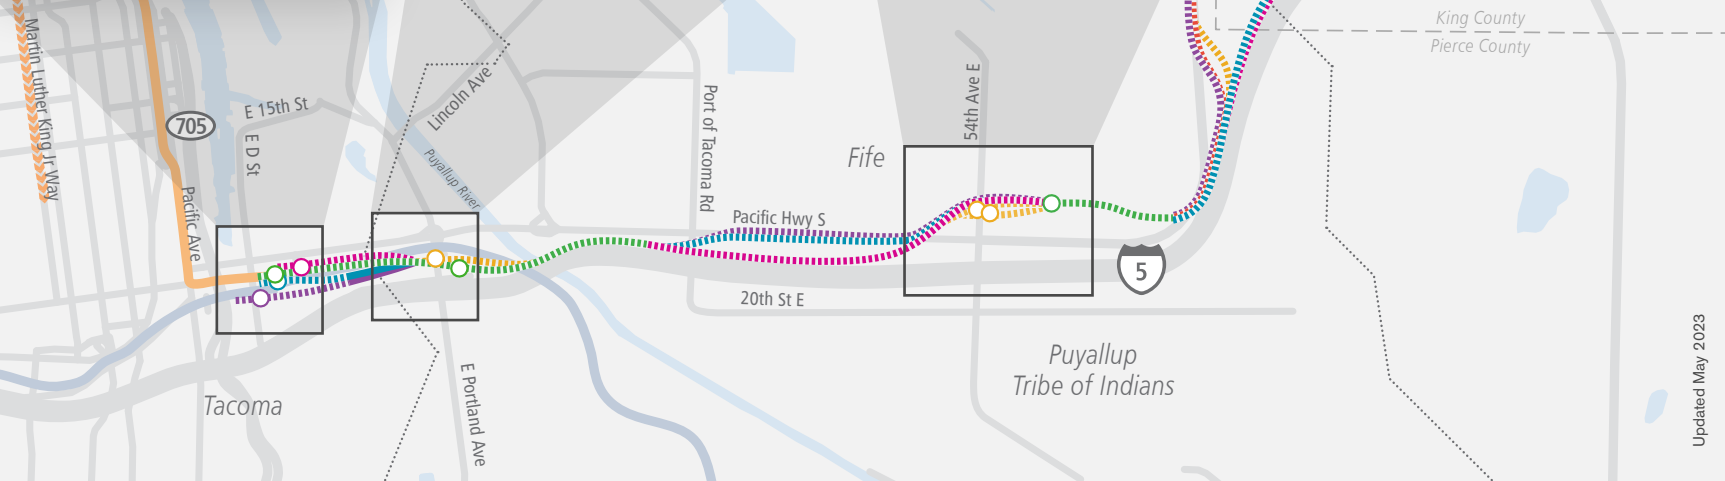 King County
Pierce County
Martin Luther King Jr Way
705
E 15th St
E D St
Lincoln Ave
Puyallup River
Port of Tacoma Rd
54th Ave E
Fife
Pacific Ave
Pacific Hwy S
5
20th St E
Puyallup
Tribe of Indians
Tacoma
E Portland Ave
Updated May 2023